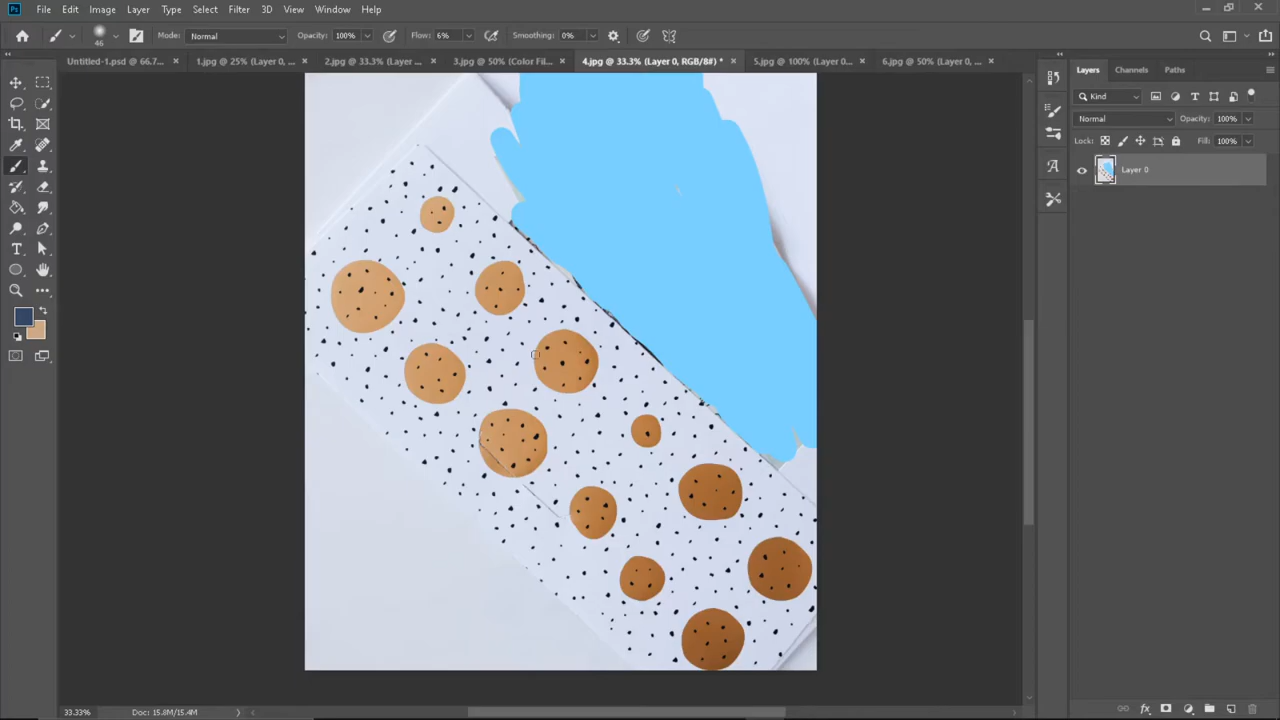 Ps File Edit Image Layer Type Select Filter 3D View Window Help
46 Mode: Normal Opacity: 100% Flow: 6% Smoothing: 0%
Untitled-1.psd @ 66.7... × 1.jpg @ 25% (Layer 0, ... × 2.jpg @ 33.3% (Layer ... × 3.jpg @ 50% (Color Fil... × 4.jpg @ 33.3% (Layer 0, RGB/8#) * × 5.jpg @ 100% (Layer 0... × 6.jpg @ 50% (Layer 0, ... ×
Layers Channels Paths
Kind
Normal Opacity: 100%
Lock: Fill: 100%
Layer 0
33.33% Doc: 15.8M/15.4M